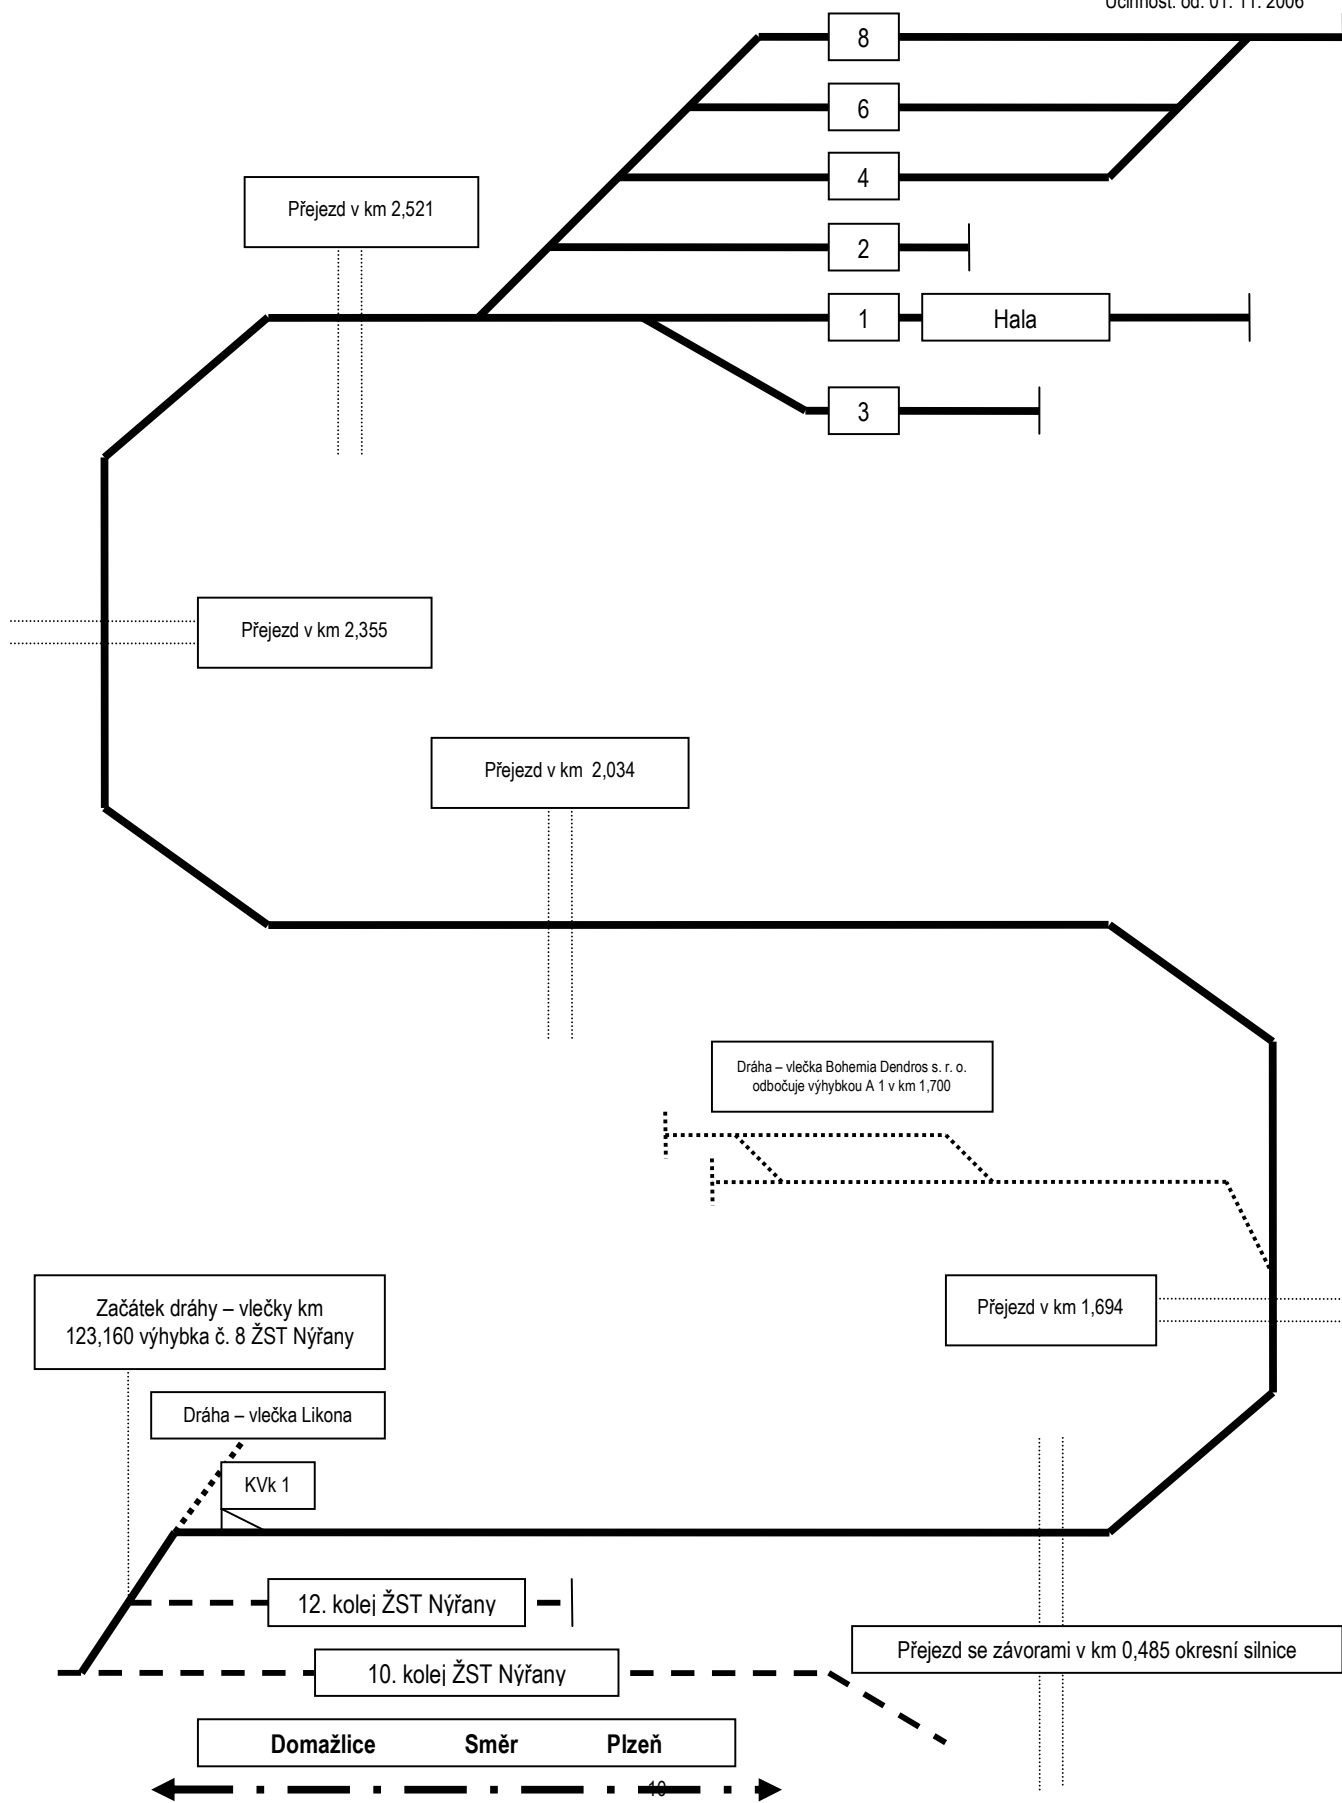 Účinnost: od: 01. 11. 2006
8
6
4
Přejezd v km 2,521
2
1
Hala
3
Přejezd v km 2,355
Přejezd v km 2,034
Dráha – vlečka Bohemia Dendros s. r. o.
odbočuje výhybkou A 1 v km 1,700
Začátek dráhy – vlečky km
123,160 výhybka č. 8 ŽST Nýřany
Přejezd v km 1,694
Dráha – vlečka Likona
KVk 1
12. kolej ŽST Nýřany
Přejezd se závorami v km 0,485 okresní silnice
10. kolej ŽST Nýřany
Domažlice Směr Plzeň
10